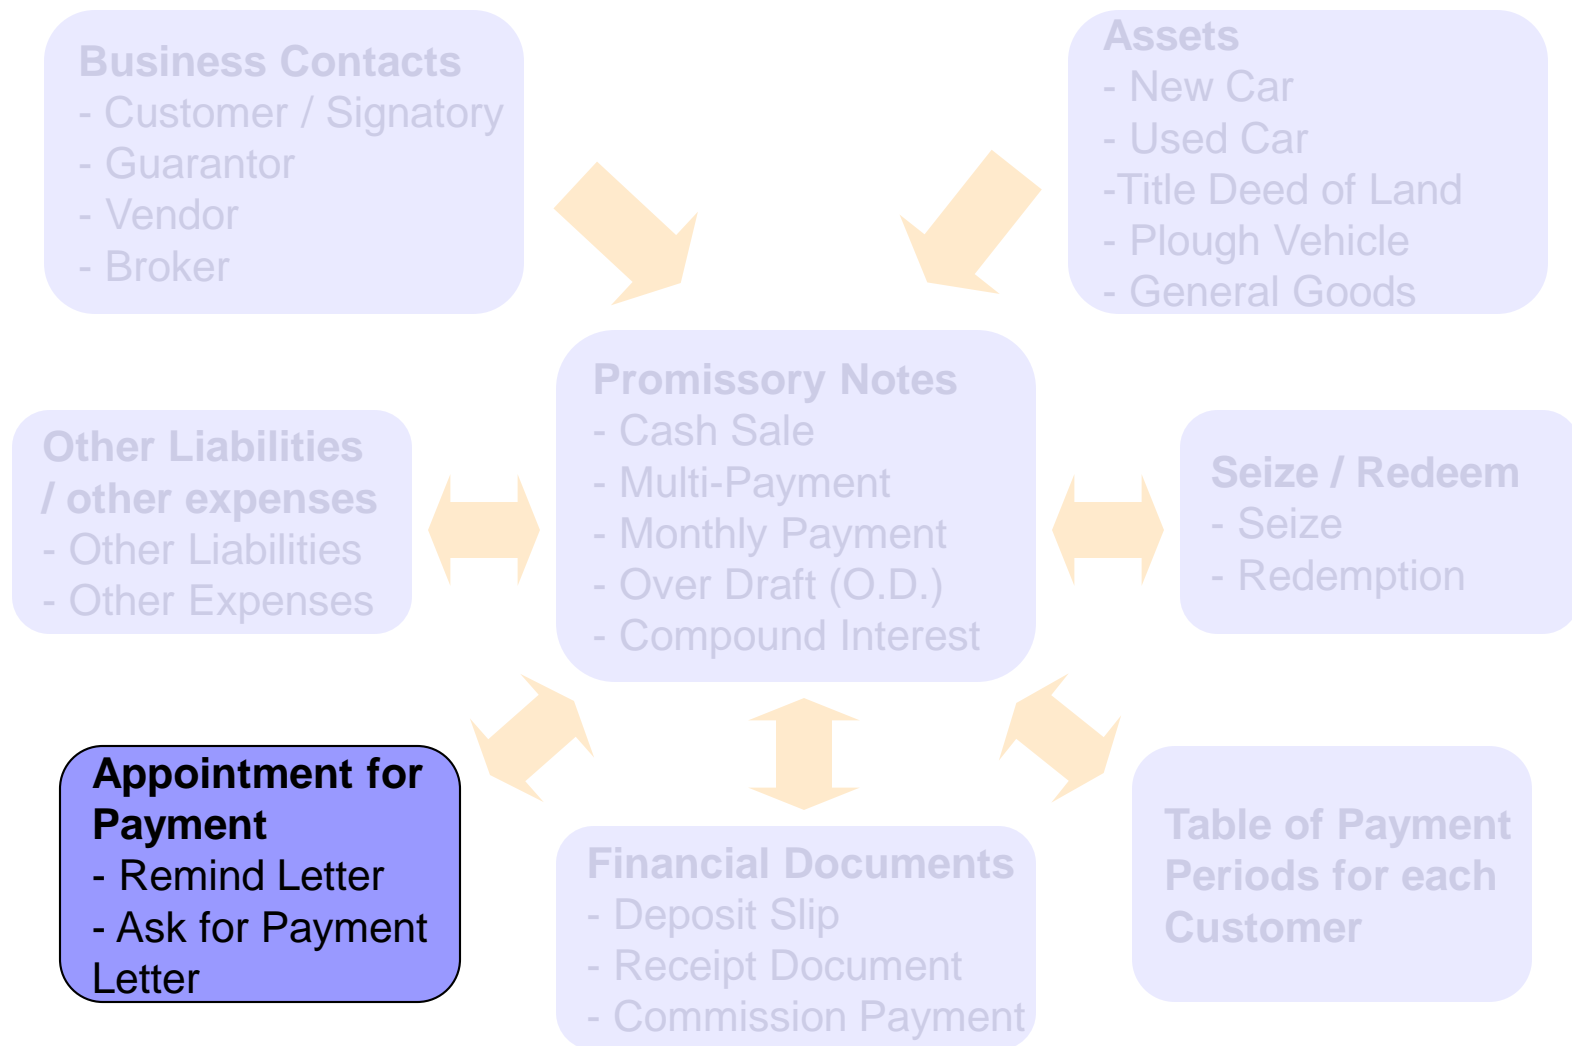 Business Contacts
- Customer / Signatory
- Guarantor
- Vendor
- Broker
Assets
- New Car
- Used Car
-Title Deed of Land
- Plough Vehicle
- General Goods
Promissory Notes
- Cash Sale
- Multi-Payment
- Monthly Payment
- Over Draft (O.D.)
- Compound Interest
Other Liabilities
/ other expenses
- Other Liabilities
- Other Expenses
Seize / Redeem
- Seize
- Redemption
Appointment for
Payment
- Remind Letter
- Ask for Payment
Letter
Financial Documents
- Deposit Slip
- Receipt Document
- Commission Payment
Table of Payment
Periods for each
Customer